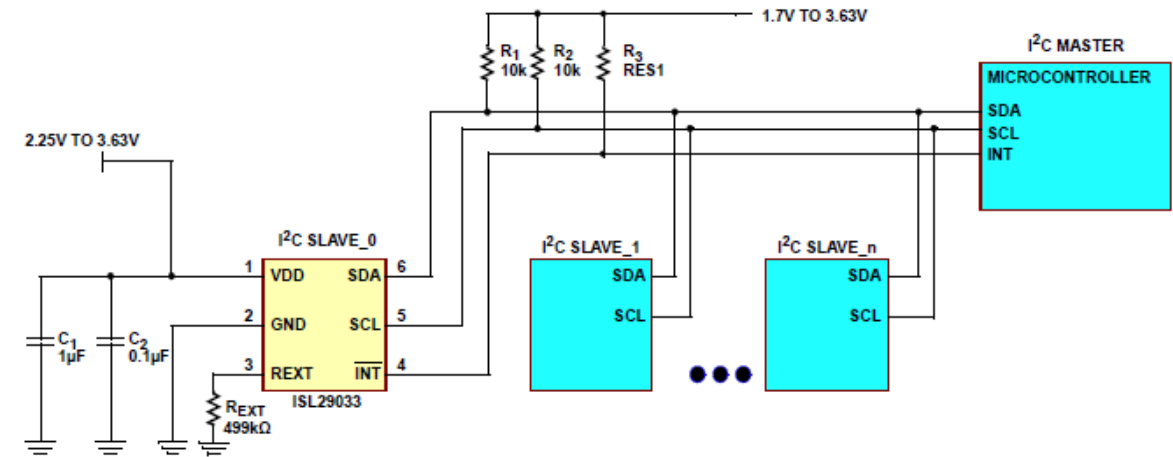 1.7V TO 3.63V
R1
10k
R2
10k
R3
RES1
I2C MASTER
MICROCONTROLLER
SDA
SCL
INT
2.25V TO 3.63V
I2C SLAVE_0
1 VDD SDA 6
2 GND SCL 5
3 REXT INT 4
ISL29033
C1
1µF
C2
0.1µF
REXT
499kΩ
I2C SLAVE_1
SDA
SCL
I2C SLAVE_n
SDA
SCL